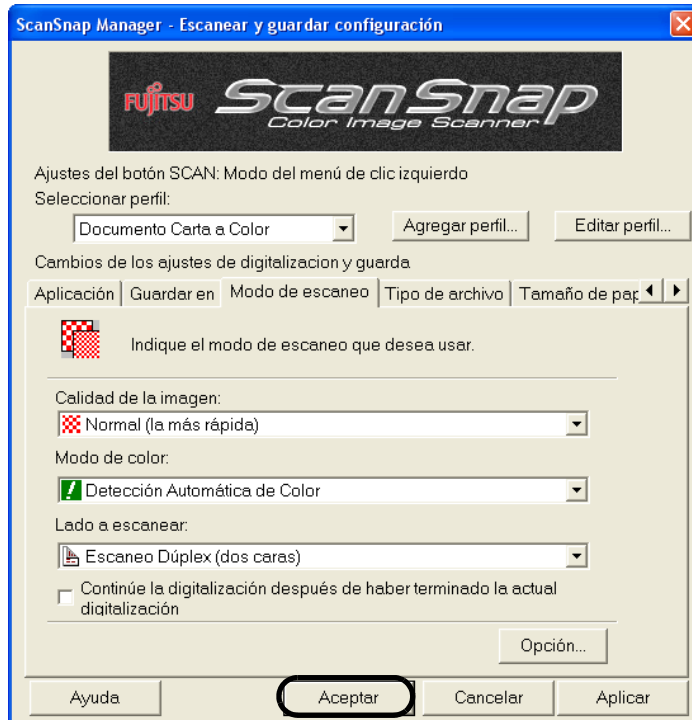 ScanSnap Manager - Escanear y guardar configuración
FUJITSU ScanSnap
Color Image Scanner
Ajustes del botón SCAN: Modo del menú de clic izquierdo
Seleccionar perfil:
Documento Carta a Color
Agregar perfil...
Editar perfil...
Cambios de los ajustes de digitalizacion y guarda
Aplicación
Guardar en
Modo de escaneo
Tipo de archivo
Tamaño de pap
Indique el modo de escaneo que desea usar.
Calidad de la imagen:
Normal (la más rápida)
Modo de color:
Detección Automática de Color
Lado a escanear:
Escaneo Dúplex (dos caras)
Continúe la digitalización después de haber terminado la actual
digitalización
Opción...
Ayuda
Aceptar
Cancelar
Aplicar